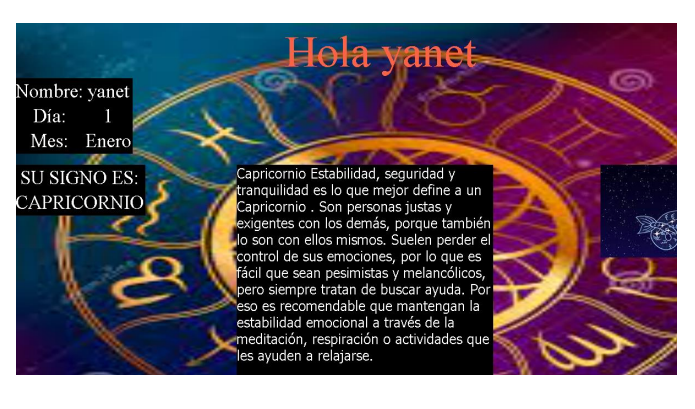 Hola yanet
Nombre: yanet
Día: 1
Mes: Enero
SU SIGNO ES:
CAPRICORNIO
Capricornio Estabilidad, seguridad y
tranquilidad es lo que mejor define a un
Capricornio . Son personas justas y
exigentes con los demás, porque también
lo son con ellos mismos. Suelen perder el
control de sus emociones, por lo que es
fácil que sean pesimistas y melancólicos,
pero siempre tratan de buscar ayuda. Por
eso es recomendable que mantengan la
estabilidad emocional a través de la
meditación, respiración o actividades que
les ayuden a relajarse.